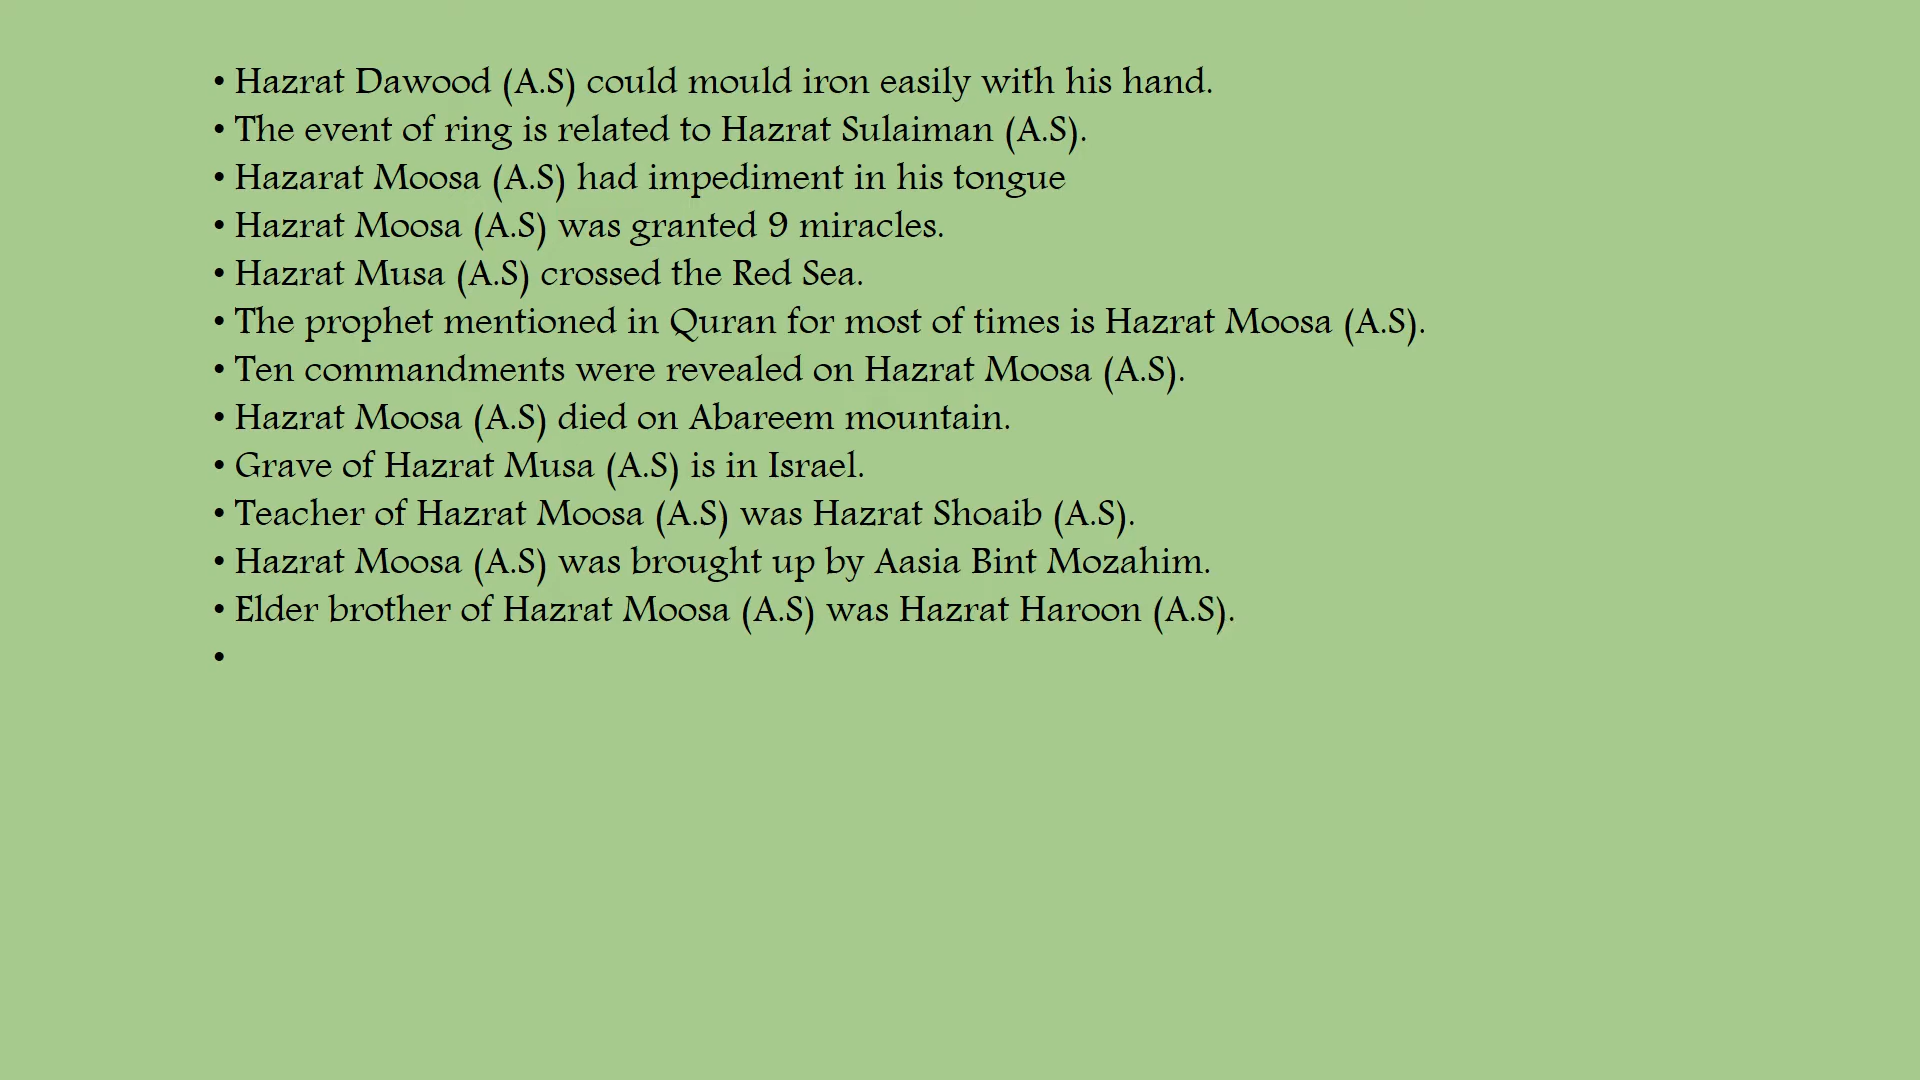 • Hazrat Dawood (A.S) could mould iron easily with his hand.
• The event of ring is related to Hazrat Sulaiman (A.S).
• Hazarat Moosa (A.S) had impediment in his tongue
• Hazrat Moosa (A.S) was granted 9 miracles.
• Hazrat Musa (A.S) crossed the Red Sea.
• The prophet mentioned in Quran for most of times is Hazrat Moosa (A.S).
• Ten commandments were revealed on Hazrat Moosa (A.S).
• Hazrat Moosa (A.S) died on Abareem mountain.
• Grave of Hazrat Musa (A.S) is in Israel.
• Teacher of Hazrat Moosa (A.S) was Hazrat Shoaib (A.S).
• Hazrat Moosa (A.S) was brought up by Aasia Bint Mozahim.
• Elder brother of Hazrat Moosa (A.S) was Hazrat Haroon (A.S).
•